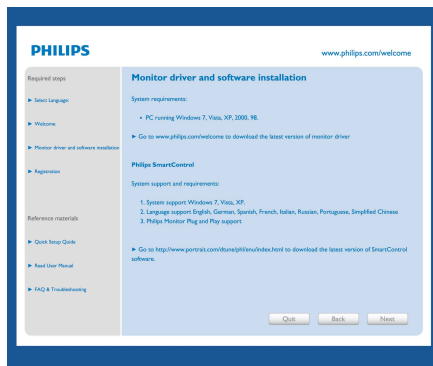 PHILIPS
www.philips.com/welcome
Required steps
► Select Language:
► Welcome
► Monitor driver and software installation
► Registration
Reference materials
► Quick Setup Quide
► Read User Manual
► FAQ & Troubleshooting
Monitor driver and software installation
System requirements:
• PC running Windows 7, Vista, XP, 2000, 98.
► Go to www.philips.com/welcome to download the latest version of monitor driver
Philips SmartControl
System support and requirements:
1. System support Windows 7, Vista, XP.
2. Language support English, German, Spanish, French, Italian, Russian, Portuguese, Simplified Chinese
3. Philips Monitor Plug and Play support
► Go to http://www.portrait.com/dtune/phl/enu/index.html to download the latest version of SmartControl
software.
Quit
Back
Next